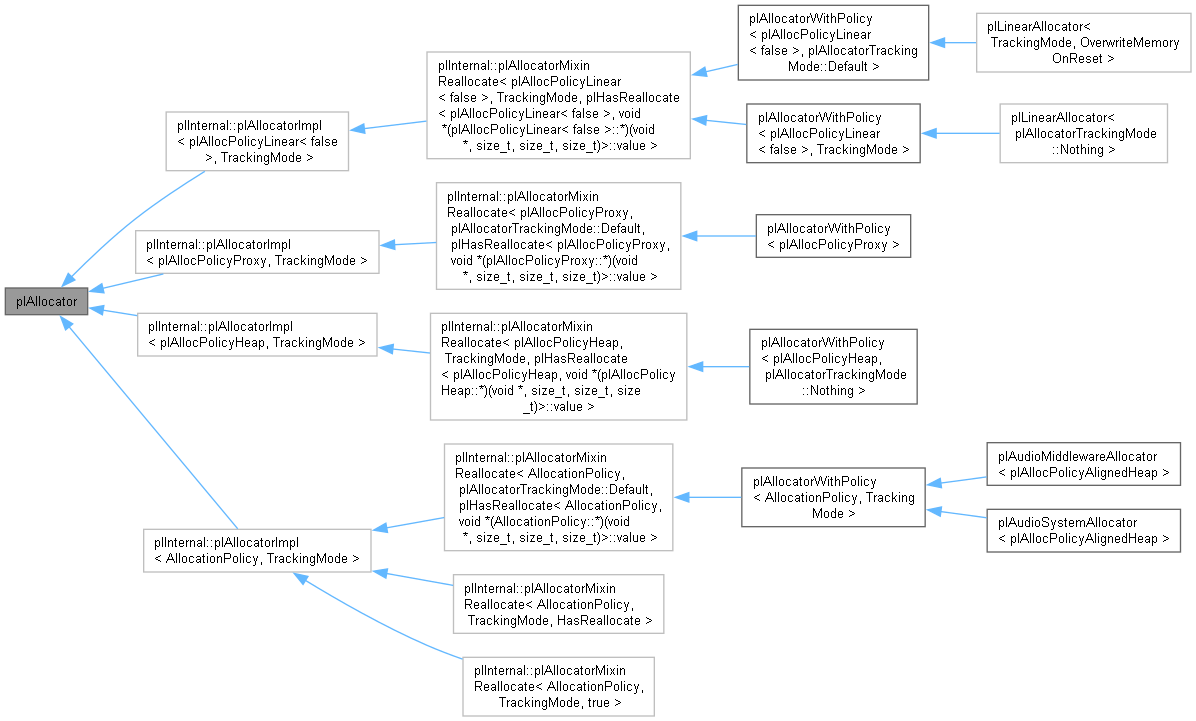 plAllocator
plInternal::plAllocatorImpl
< plAllocPolicyLinear< false
>, TrackingMode >
plInternal::plAllocatorMixin
Reallocate< plAllocPolicyLinear
< false >, TrackingMode, plHasReallocate
< plAllocPolicyLinear< false >, void
*(plAllocPolicyLinear< false >::*)(void
*, size_t, size_t, size_t)>::value >
plAllocatorWithPolicy
< plAllocPolicyLinear
< false >, plAllocatorTracking
Mode::Default >
plLinearAllocator<
TrackingMode, OverwriteMemory
OnReset >
plAllocatorWithPolicy
< plAllocPolicyLinear
< false >, TrackingMode >
plLinearAllocator<
plAllocatorTrackingMode
::Nothing >
plInternal::plAllocatorImpl
< plAllocPolicyProxy, TrackingMode >
plInternal::plAllocatorMixin
Reallocate< plAllocPolicyProxy,
plAllocatorTrackingMode::Default,
plHasReallocate< plAllocPolicyProxy,
void *(plAllocPolicyProxy::*)(void
*, size_t, size_t, size_t)>::value >
plAllocatorWithPolicy
< plAllocPolicyProxy >
plInternal::plAllocatorImpl
< plAllocPolicyHeap, TrackingMode >
plInternal::plAllocatorMixin
Reallocate< plAllocPolicyHeap,
TrackingMode, plHasReallocate
< plAllocPolicyHeap, void *(plAllocPolicy
Heap::*)(void *, size_t, size_t, size
_t)>::value >
plAllocatorWithPolicy
< plAllocPolicyHeap,
plAllocatorTrackingMode
::Nothing >
plInternal::plAllocatorImpl
< AllocationPolicy, TrackingMode >
plInternal::plAllocatorMixin
Reallocate< AllocationPolicy,
plAllocatorTrackingMode::Default,
plHasReallocate< AllocationPolicy,
void *(AllocationPolicy::*)(void
*, size_t, size_t, size_t)>::value >
plAllocatorWithPolicy
< AllocationPolicy, Tracking
Mode >
plAudioMiddlewareAllocator
< plAllocPolicyAlignedHeap >
plAudioSystemAllocator
< plAllocPolicyAlignedHeap >
plInternal::plAllocatorMixin
Reallocate< AllocationPolicy,
TrackingMode, HasReallocate >
plInternal::plAllocatorMixin
Reallocate< AllocationPolicy,
TrackingMode, true >